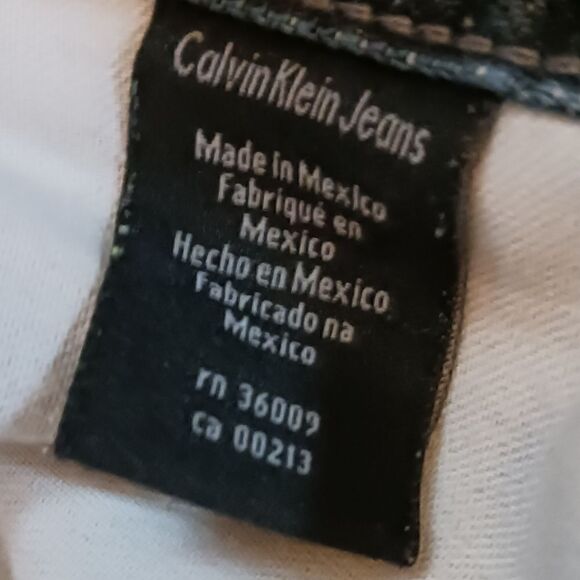 Calvin Klein Jeans
Made in Mexico
Fabriqué en
Mexico
Hecho en Mexico
Fabricado na
Mexico
rn 36009
ca 00213